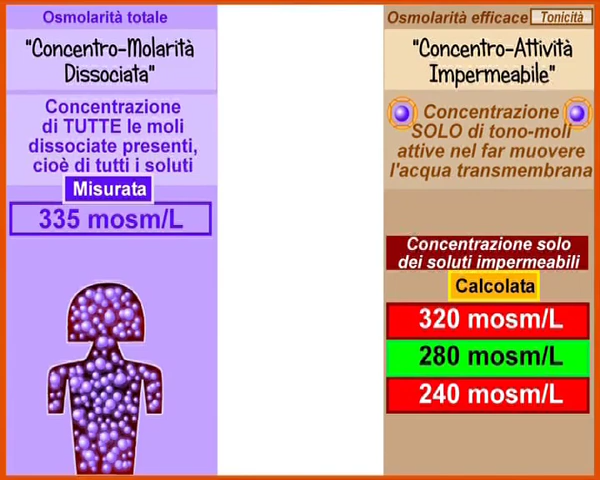 Osmolarità totale
"Concentro-Molarità
Dissociata"
Concentrazione
di TUTTE le moli
dissociate presenti,
cioè di tutti i soluti
Misurata
335 mosm/L
Osmolarità efficace Tonicità
"Concentro-Attività
Impermeabile"
Concentrazione
SOLO di tono-moli
attive nel far muovere
l'acqua transmembrana
Concentrazione solo
dei soluti impermeabili
Calcolata
320 mosm/L
280 mosm/L
240 mosm/L